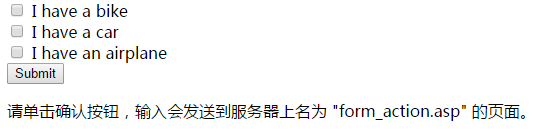 I have a bike
I have a car
I have an airplane
Submit
请单击确认按钮，输入会发送到服务器上名为 "form_action.asp" 的页面。